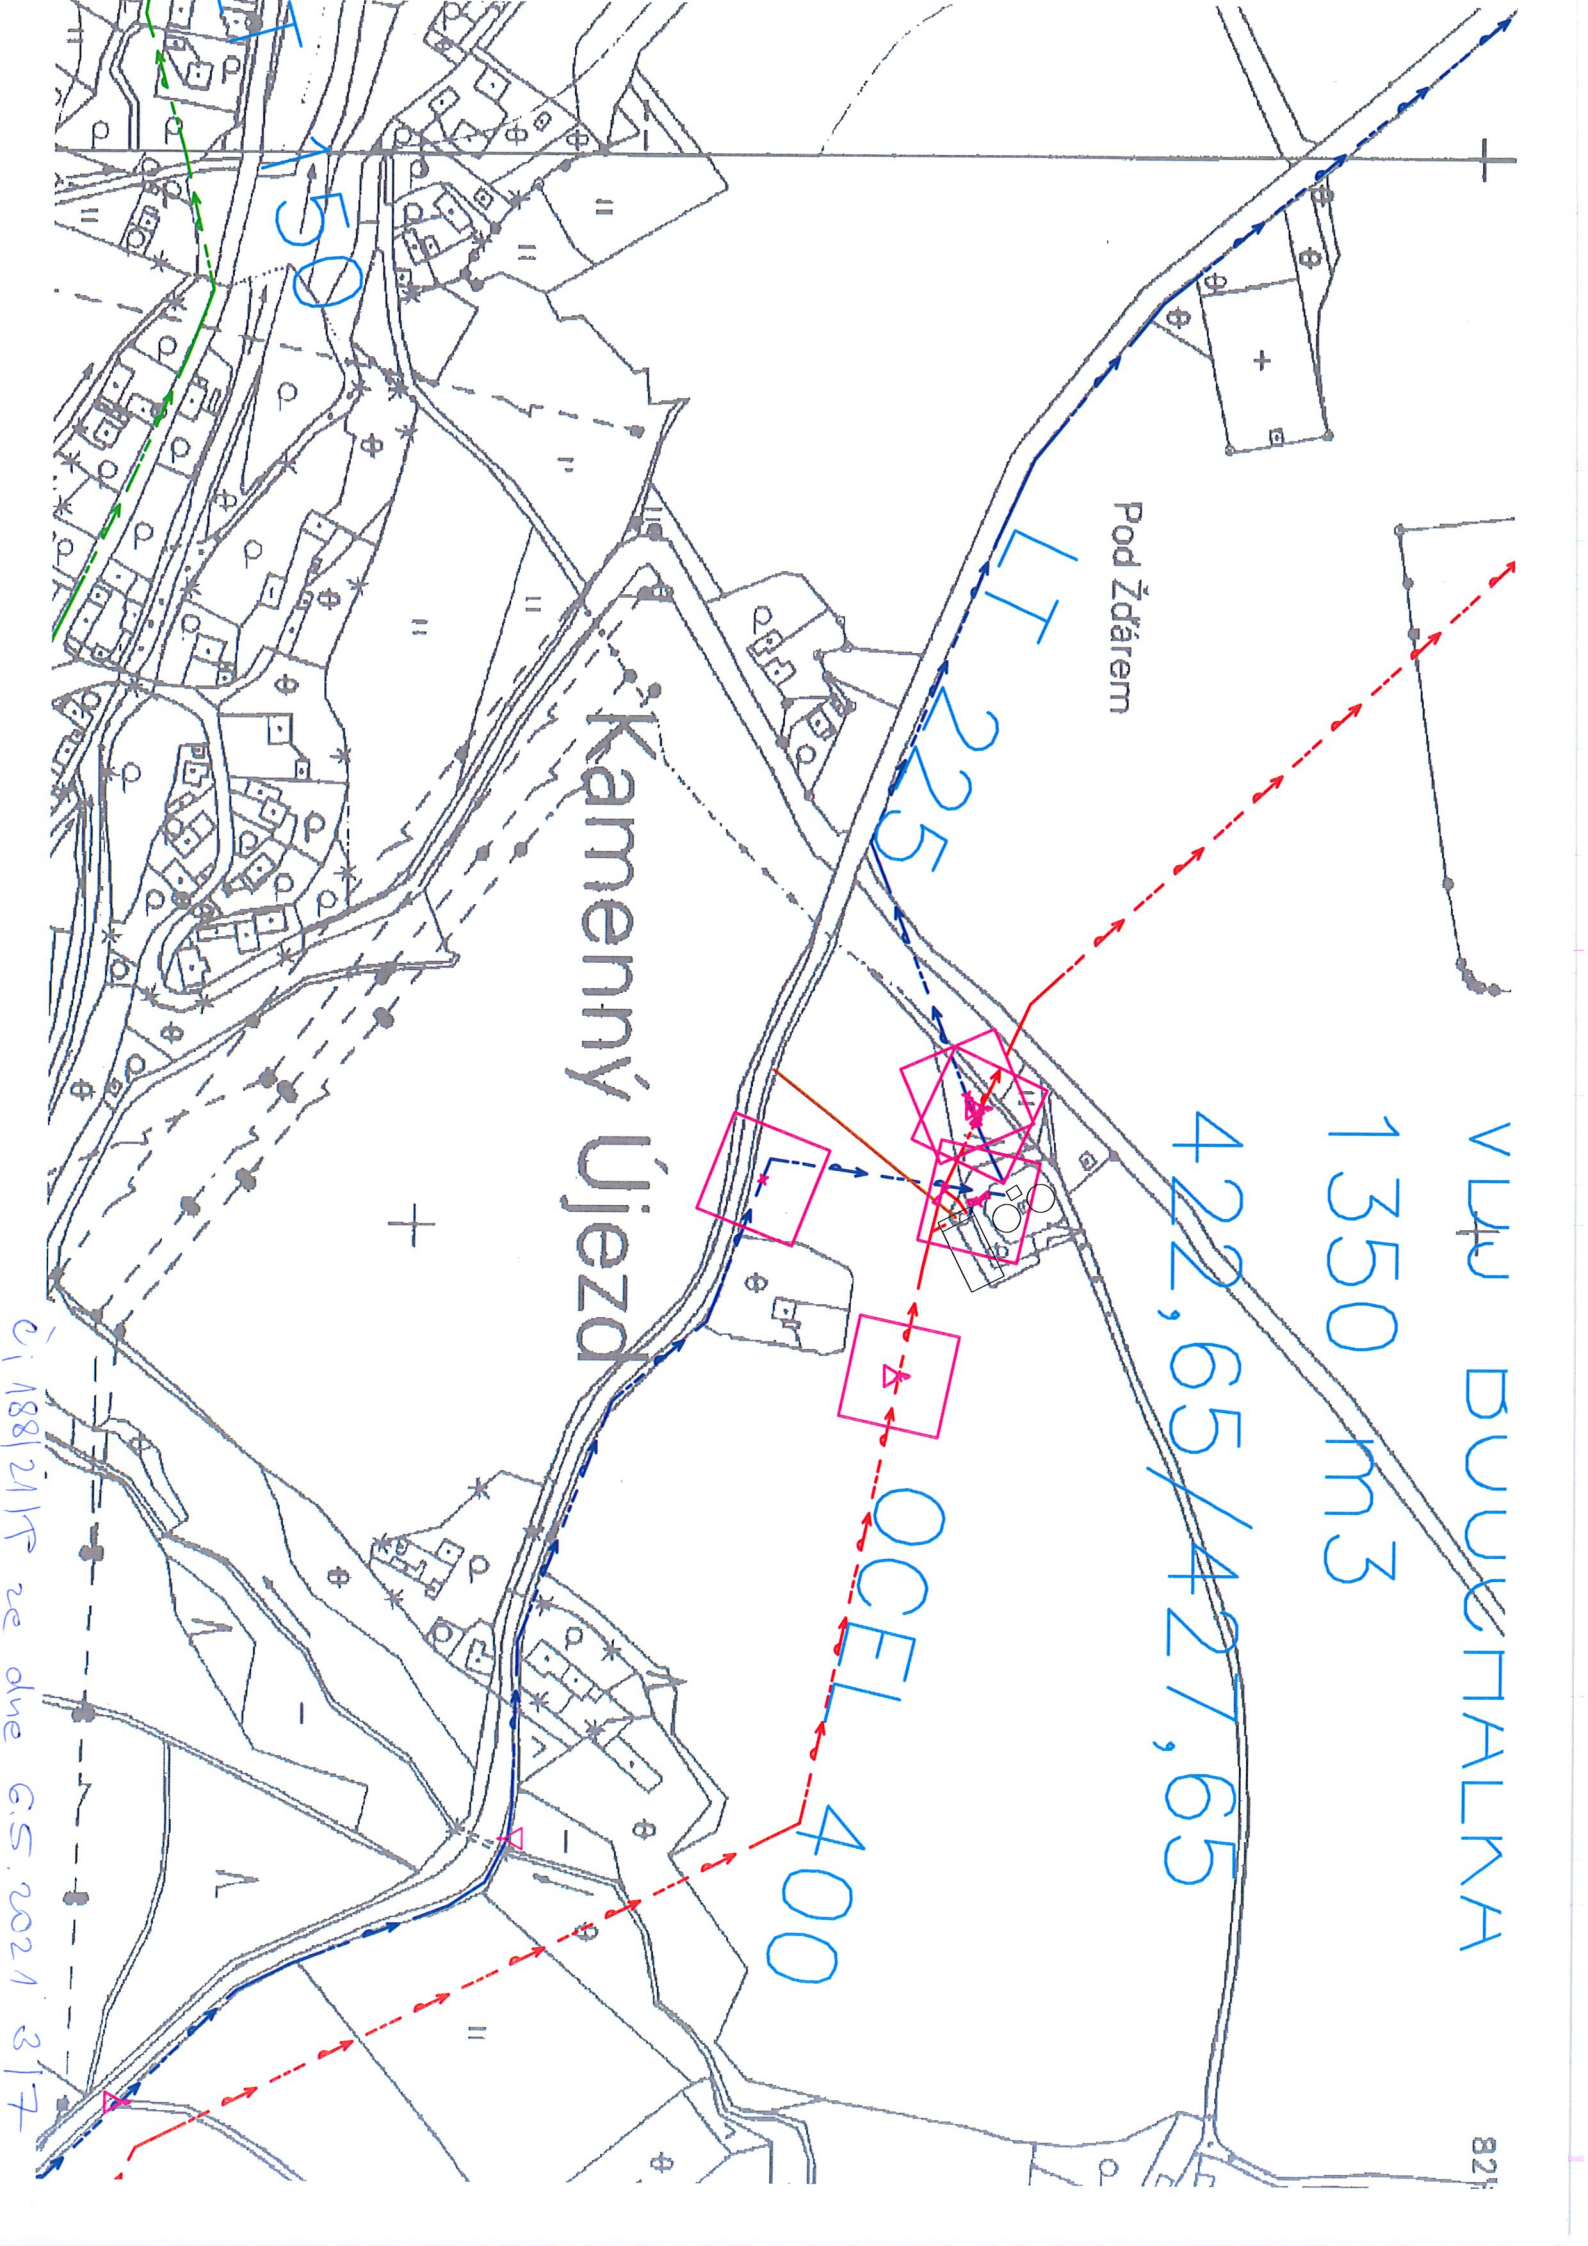 VDJ BOUCHALKA
1350 m3
422,65/427,65
Pod Žďárem
LT 225
Kamenný Újezd
OCEL 400
LT 150
čj 188/21/T ze dne 6.5.2021 3/7